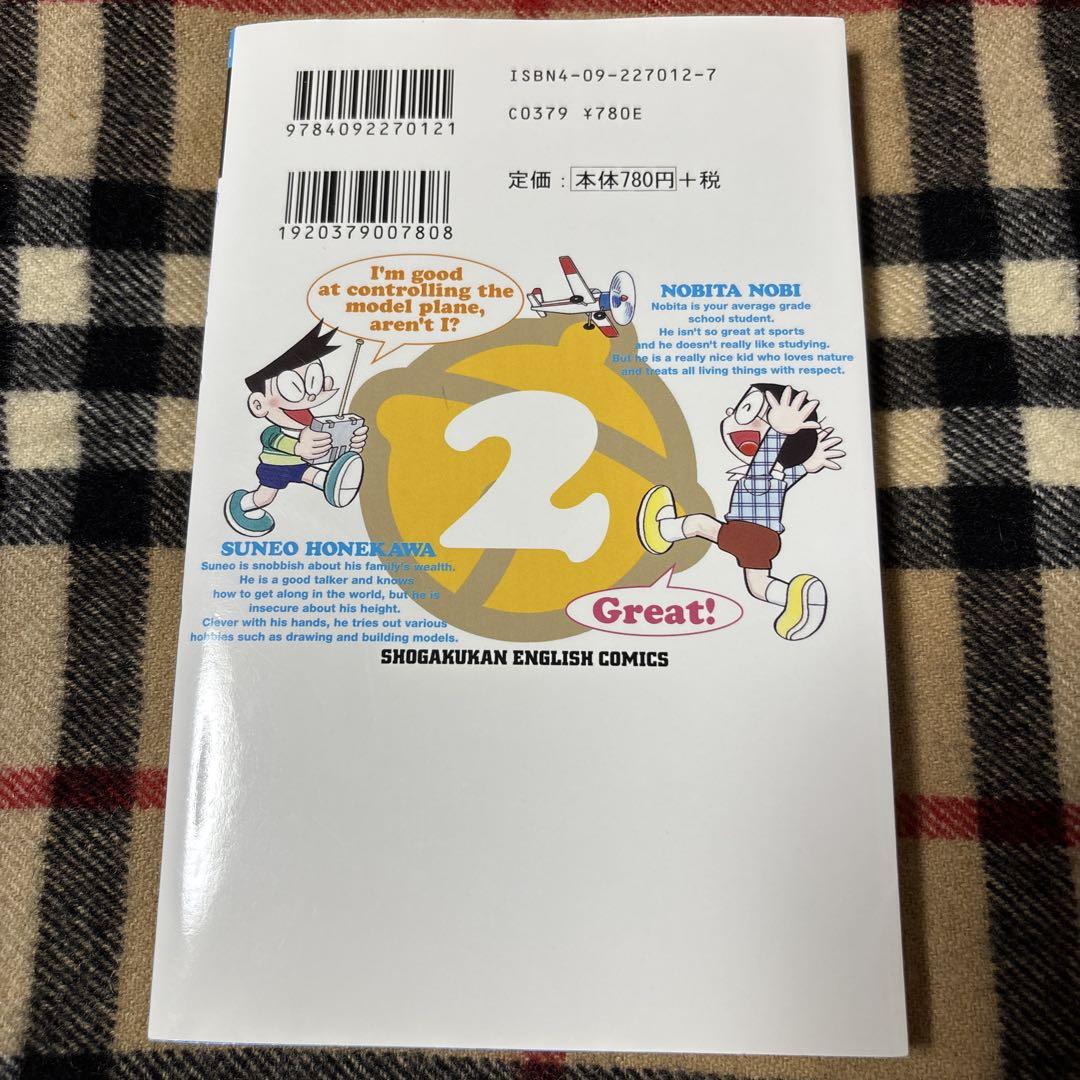 9784092270121
ISBN4-09-227012-7
C0379 ¥780E
1920379007808
定価：本体780円＋税
I'm good
at controlling the
model plane,
aren't I?
NOBITA NOBI
Nobita is your average grade
school student.
He isn't so great at sports
and he doesn't really like studying.
But he is a really nice kid who loves nature
and treats all living things with respect.
2
SUNEO HONEKAWA
Suneo is snobbish about his family's wealth.
He is a good talker and knows
how to get along in the world, but he is
insecure about his height.
Clever with his hands, he tries out various
hobbies such as drawing and building models.
Great!
SHOGAKUKAN ENGLISH COMICS